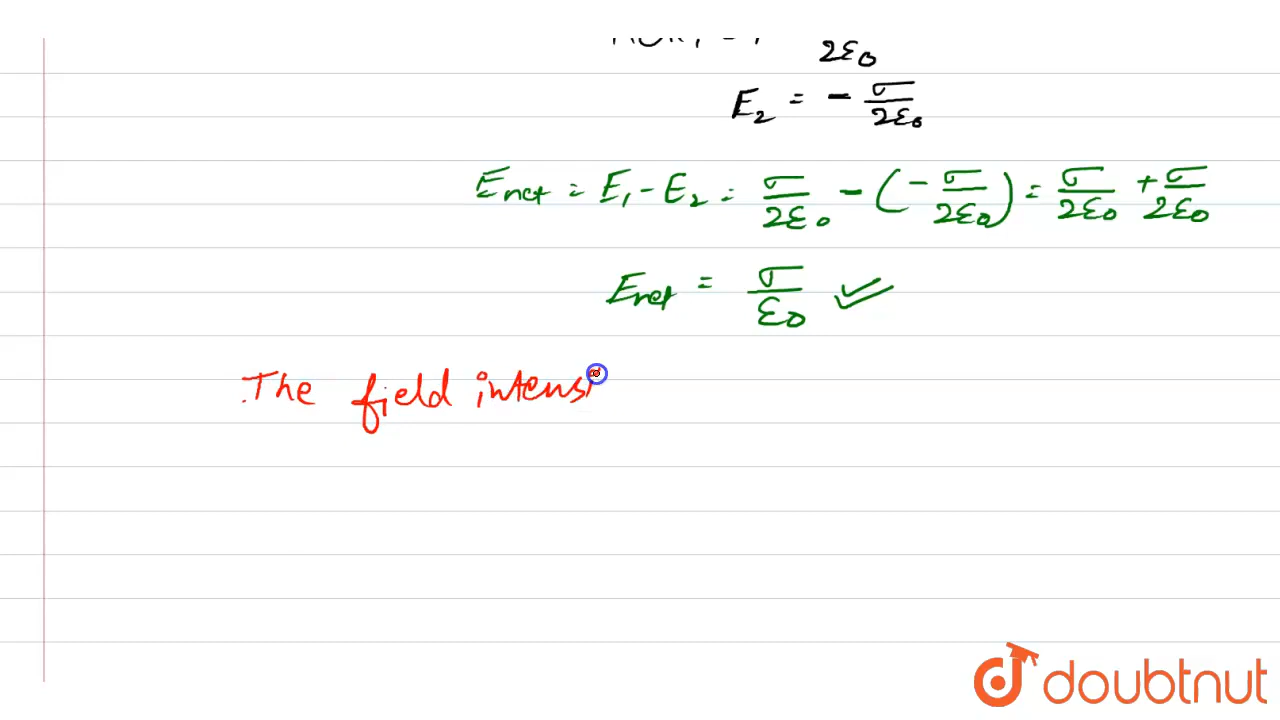 2ε₀
E₂ = - σ/2ε₀
Enet = E₁ - E₂ = σ/2ε₀ - (- σ/2ε₀) = σ/2ε₀ + σ/2ε₀
Enet = σ/ε₀
The field intensi
doubtnut